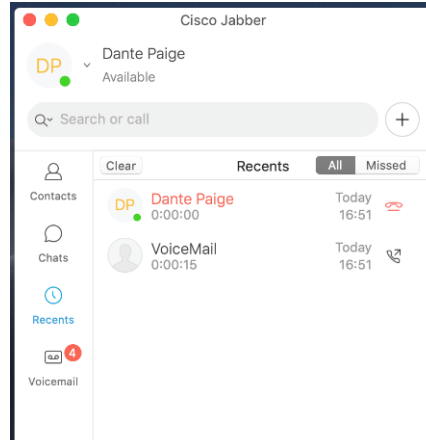 Cisco Jabber
DP
Dante Paige
Available
Search or call
+
Contacts
Chats
Recents
4
Voicemail
Clear
Recents
All
Missed
DP
Dante Paige
0:00:00
Today
16:51
VoiceMail
0:00:15
Today
16:51